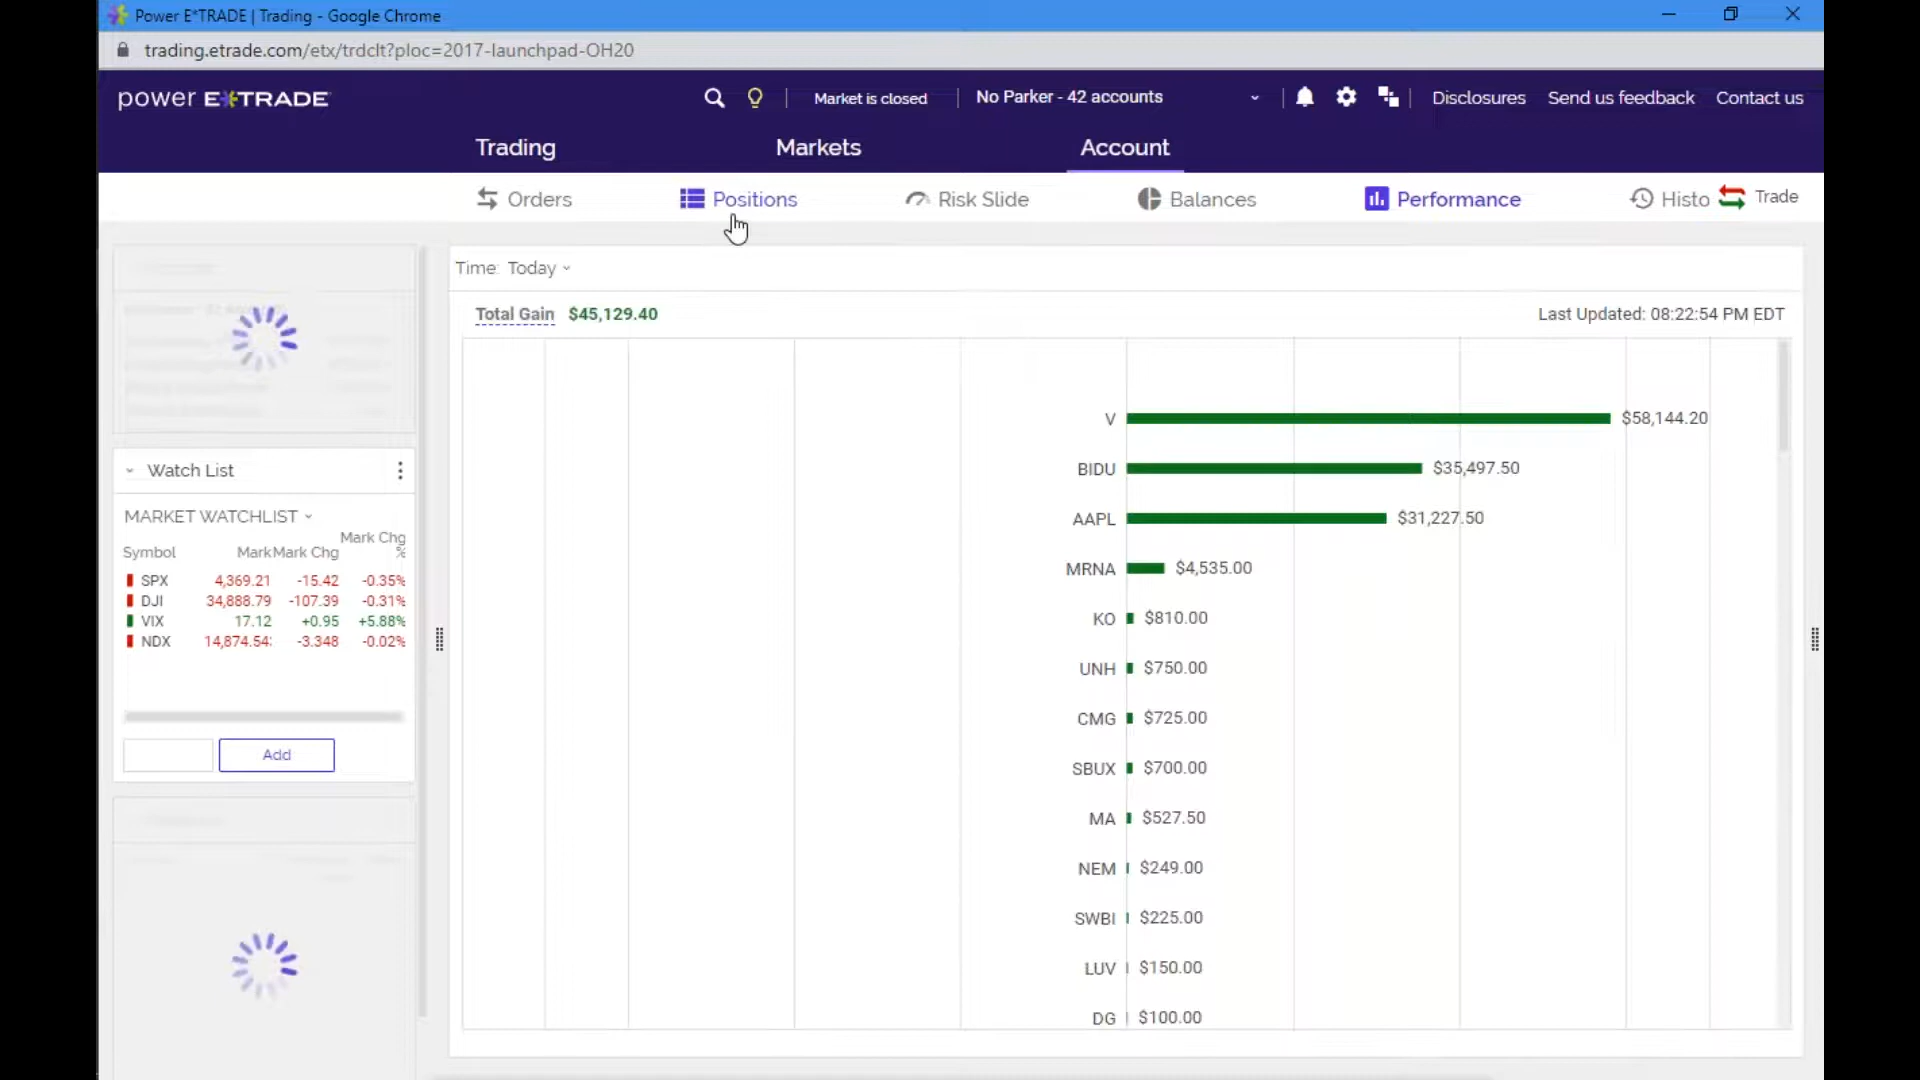 Power E*TRADE | Trading - Google Chrome
trading.etrade.com/etx/trdclt?ploc=2017-launchpad-OH20
power E*TRADE
Market is closed
No Parker - 42 accounts
Disclosures
Send us feedback
Contact us
Trading
Markets
Account
Orders
Positions
Risk Slide
Balances
Performance
Histo
Trade
Time: Today
Total Gain $45,129.40
Last Updated: 08:22:54 PM EDT
V $58,144.20
BIDU $35,497.50
AAPL $31,227.50
MRNA $4,535.00
KO $810.00
UNH $750.00
CMG $725.00
SBUX $700.00
MA $527.50
NEM $249.00
SWBI $225.00
LUV $150.00
DG $100.00
Watch List
MARKET WATCHLIST
Symbol Mark Mark Chg Mark Chg %
SPX 4,369.21 -15.42 -0.35%
DJI 34,888.79 -107.39 -0.31%
VIX 17.12 +0.95 +5.88%
NDX 14,874.54 -3.348 -0.02%
Add